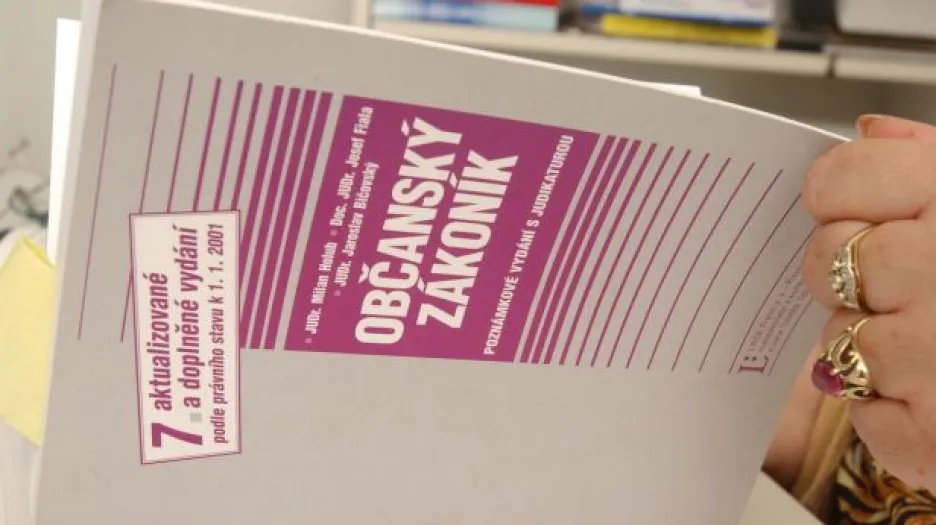 JUDr. Milan Holub ■ Doc. JUDr. Josef Fiala
■ JUDr. Jaroslav Bičovský
OBČANSKÝ
ZÁKONÍK
POZNÁMKOVÉ VYDÁNÍ S JUDIKATUROU
7 aktualizované
a doplněné vydání
podle právního stavu k 1. 1. 2001